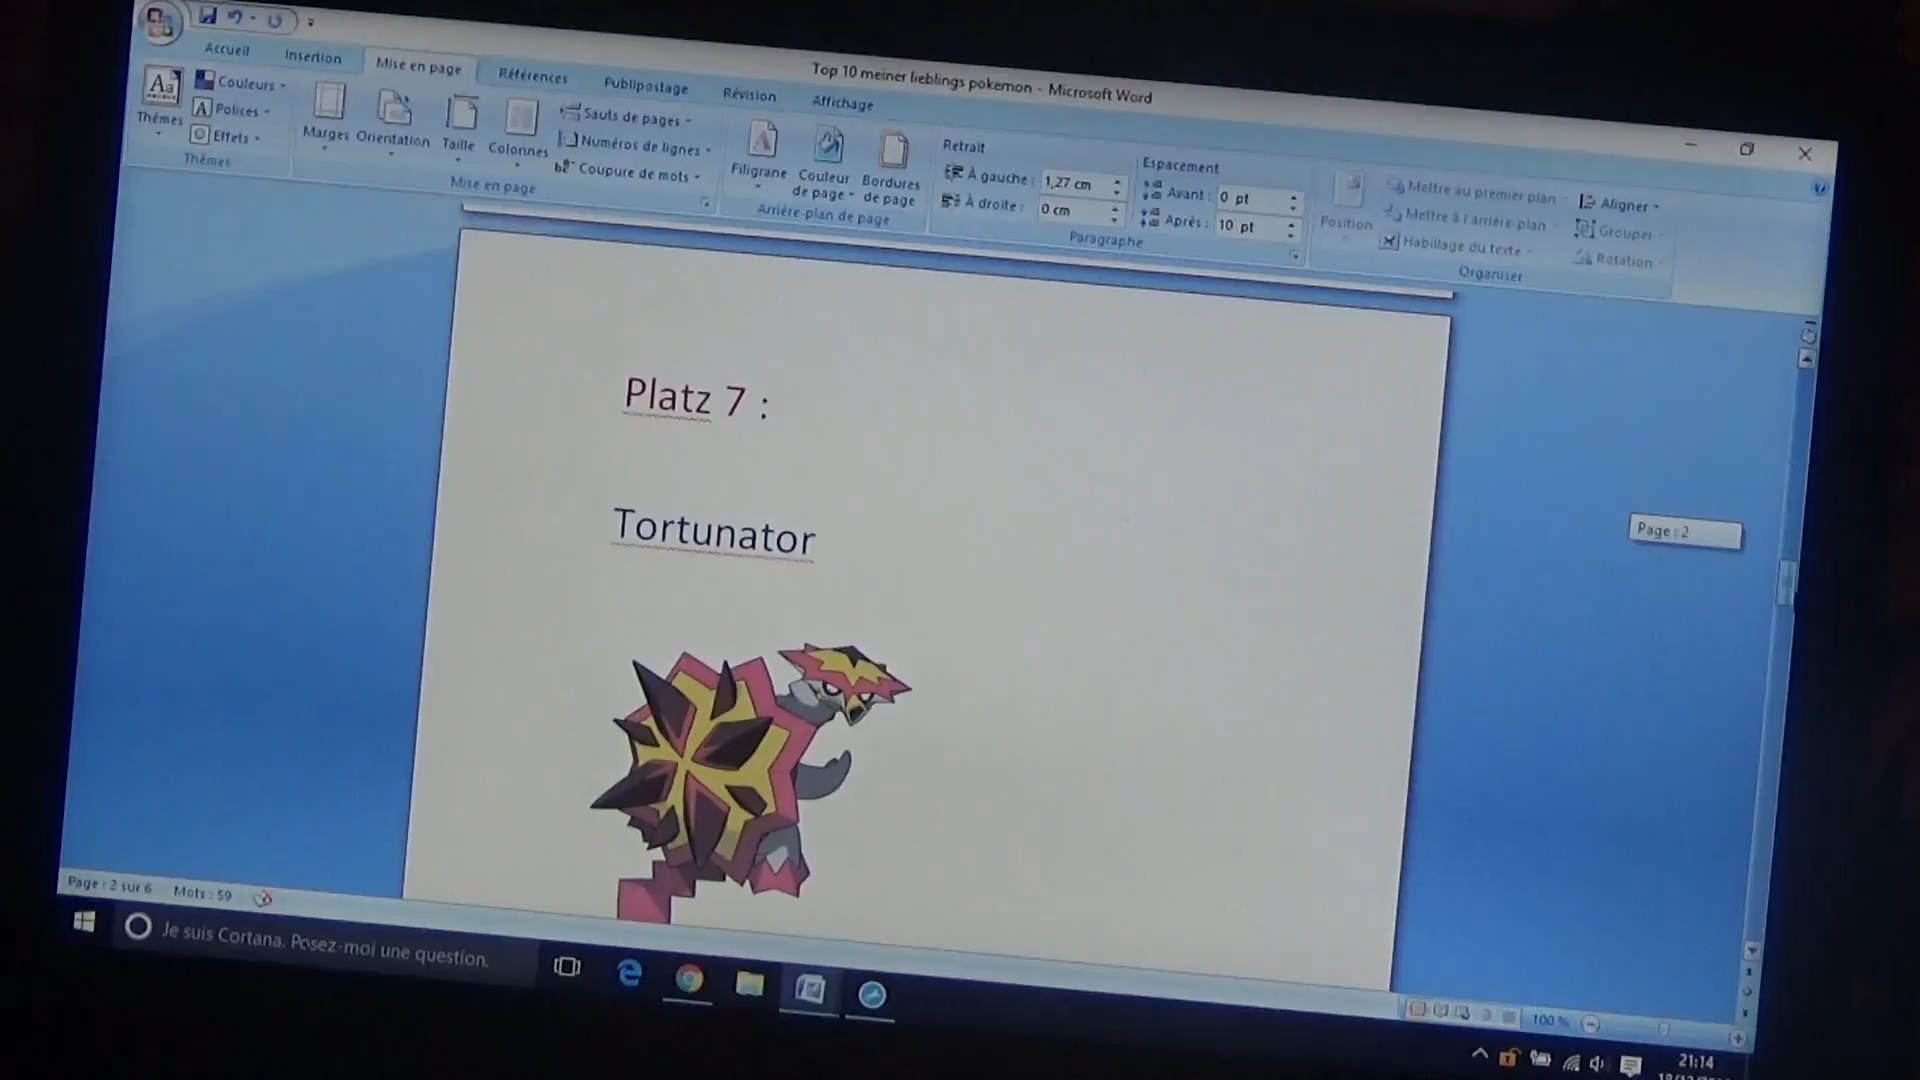 Top 10 meiner lieblings pokemon - Microsoft Word
Accueil
Insertion
Mise en page
Références
Publipostage
Révision
Affichage
Thèmes
Couleurs
Polices
Effets
Thèmes
Marges
Orientation
Taille
Colonnes
Sauts de pages
Numéros de lignes
Coupure de mots
Mise en page
Filigrane
Couleur de page
Bordures de page
Arrière-plan de page
Retrait
À gauche : 1,27 cm
À droite : 0 cm
Espacement
Avant : 0 pt
Après : 10 pt
Paragraphe
Position
Mettre au premier plan
Mettre à l'arrière-plan
Habillage du texte
Aligner
Grouper
Rotation
Organiser
Platz 7 :
Tortunator
Page : 2
Page : 2 sur 6
Mots : 59
100 %
Je suis Cortana. Posez-moi une question.
21:14